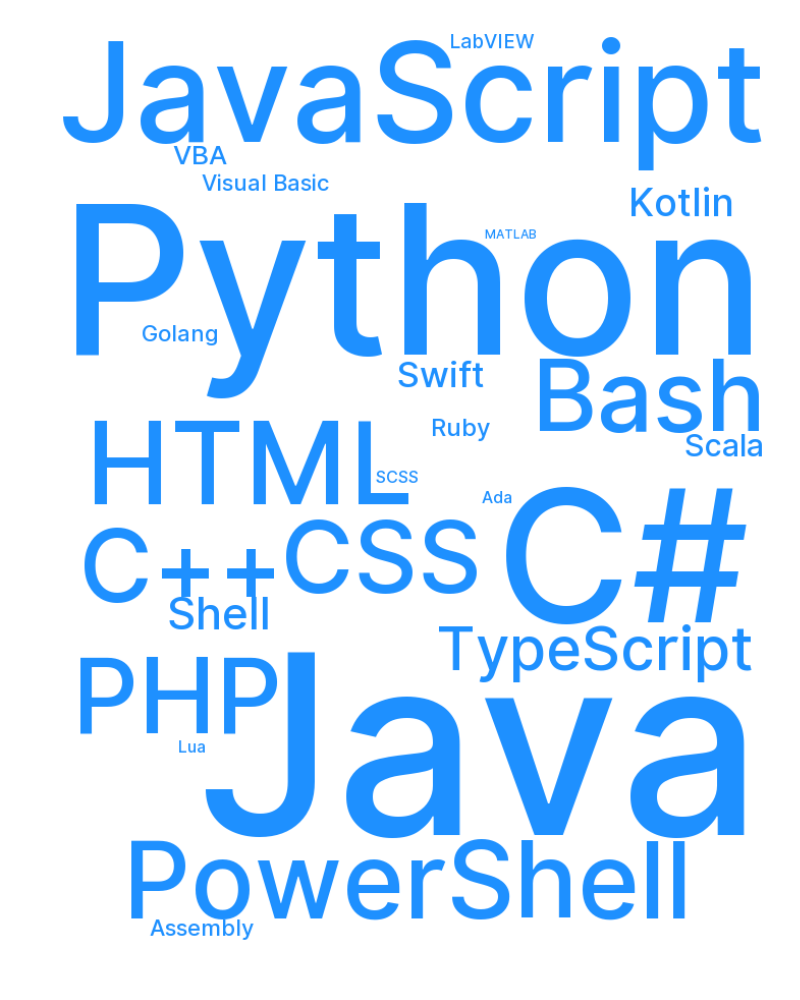 LabVIEW
JavaScript
VBA
Visual Basic
Kotlin
MATLAB
Python
Golang
Swift
Bash
Ruby
Scala
HTML
SCSS
Ada
C#
C++
CSS
Shell
TypeScript
PHP
Lua
Java
PowerShell
Assembly